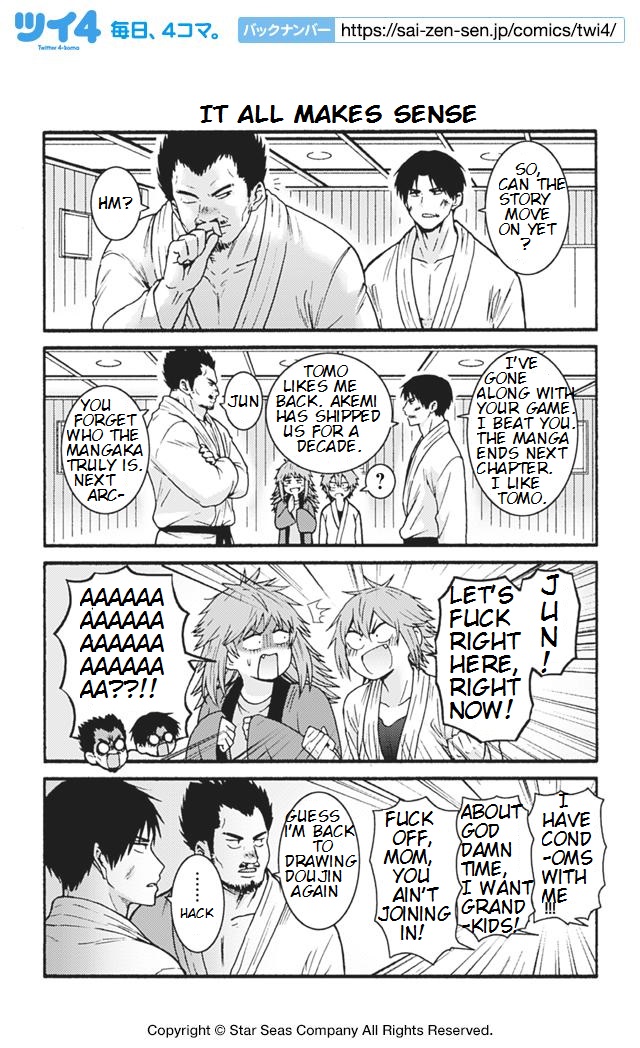 ツイ4
Twitter 4-koma
毎日、4コマ。
バックナンバー
https://sai-zen-sen.jp/comics/twi4/
IT ALL MAKES SENSE
SO,
CAN THE
STORY
MOVE
ON YET
?
HM?
I'VE
GONE
ALONG WITH
YOUR GAME.
I BEAT YOU.
THE MANGA
ENDS NEXT
CHAPTER.
I LIKE
TOMO.
TOMO
LIKES ME
BACK. AKEMI
HAS SHIPPED
US FOR A
DECADE.
?
JUN
YOU
FORGET
WHO THE
MANGAKA
TRULY IS.
NEXT
ARC-
JUN!
LET'S
FUCK
RIGHT
HERE,
RIGHT
NOW!
AAAAAA
AAAAAA
AAAAAA
AAAAAA
AA??!!
I
HAVE
COND
-OMS
WITH
ME
!!!
ABOUT
GOD
DAMN
TIME,
I WANT
GRAND
-KIDS!
FUCK
OFF,
MOM,
YOU
AIN'T
JOINING
IN!
GUESS
I'M BACK
TO
DRAWING
DOUJIN
AGAIN
......
HACK
Copyright © Star Seas Company All Rights Reserved.